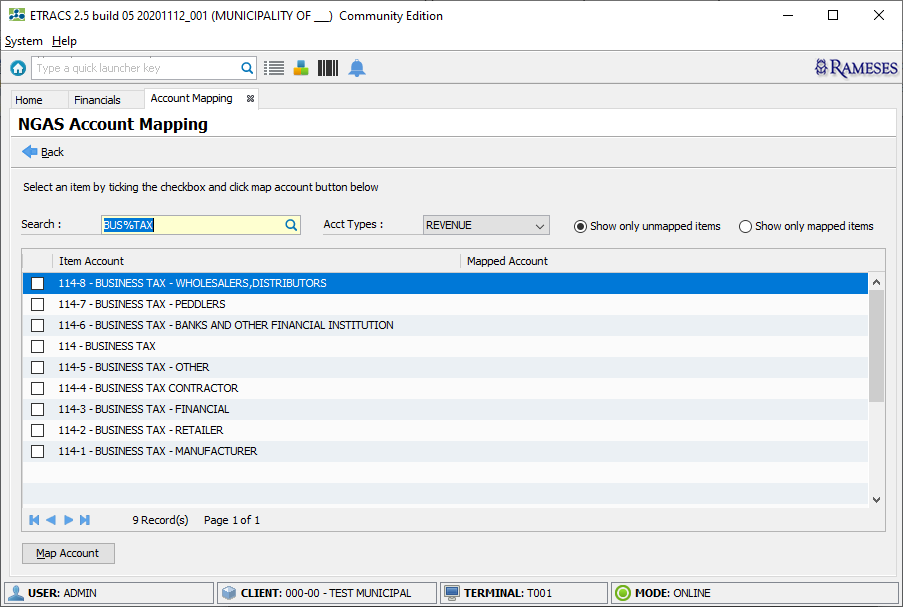 ETRACS 2.5 build 05 20201112_001 (MUNICIPALITY OF ___) Community Edition
System Help
Type a quick launcher key
RAMESES
Home Financials Account Mapping
NGAS Account Mapping
Back
Select an item by ticking the checkbox and click map account button below
Search : BUS%TAX Acct Types : REVENUE Show only unmapped items Show only mapped items
Item Account Mapped Account
114-8 - BUSINESS TAX - WHOLESALERS,DISTRIBUTORS
114-7 - BUSINESS TAX - PEDDLERS
114-6 - BUSINESS TAX - BANKS AND OTHER FINANCIAL INSTITUTION
114 - BUSINESS TAX
114-5 - BUSINESS TAX - OTHER
114-4 - BUSINESS TAX CONTRACTOR
114-3 - BUSINESS TAX - FINANCIAL
114-2 - BUSINESS TAX - RETAILER
114-1 - BUSINESS TAX - MANUFACTURER
9 Record(s) Page 1 of 1
Map Account
USER: ADMIN CLIENT: 000-00 - TEST MUNICIPAL TERMINAL: T001 MODE: ONLINE